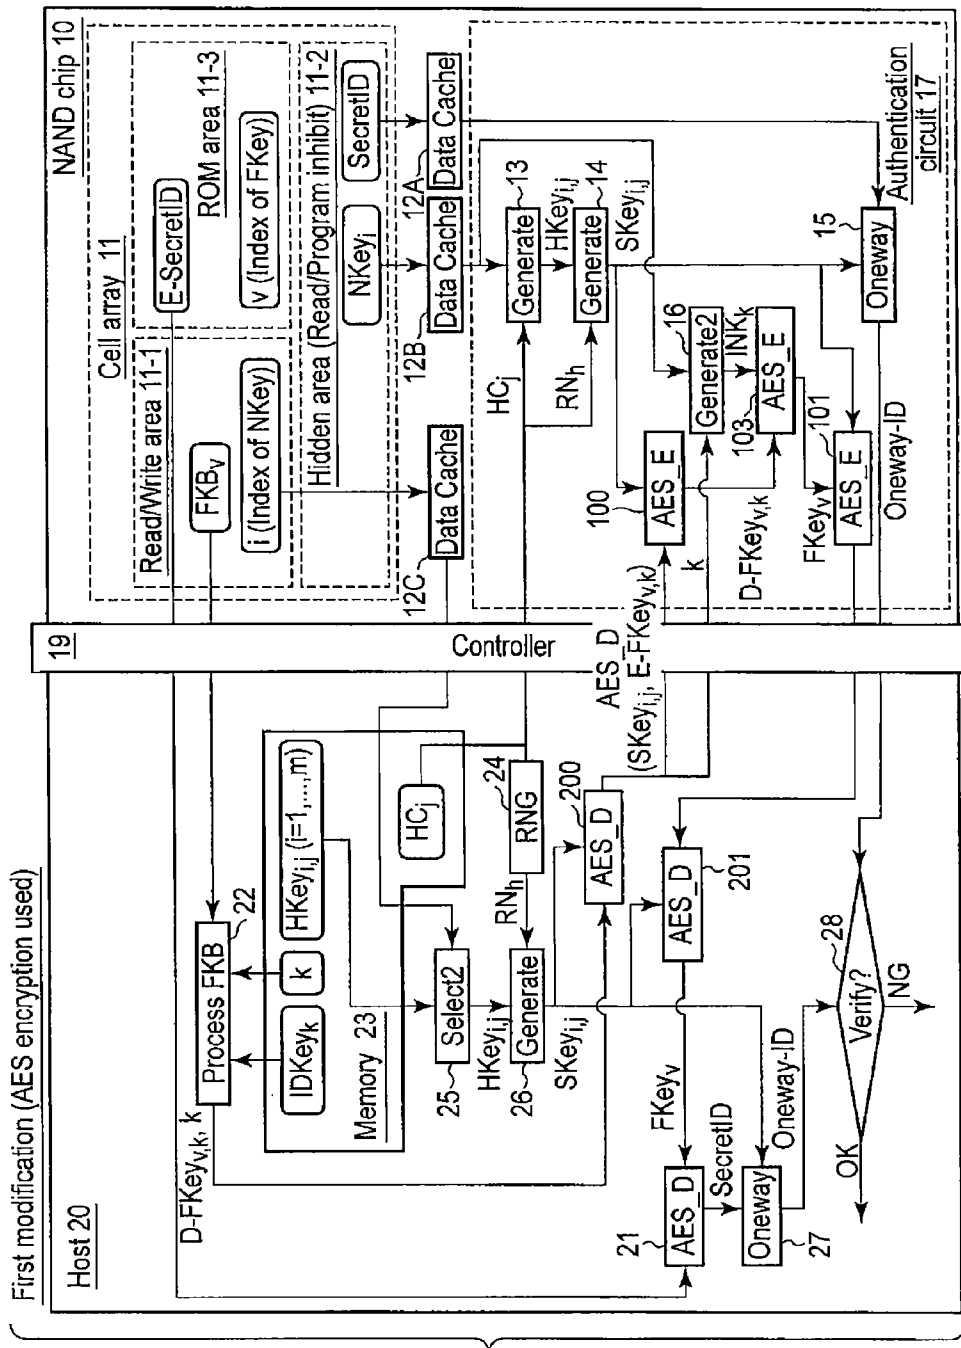 First modification (AES encryption used)
Host 20
NAND chip 10
Cell array 11
Read/Write area 11-1
ROM area 11-3
E-SecretID
FKBv
i (Index of NKey)
v (Index of FKey)
Hidden area (Read/Program inhibit) 11-2
NKeyi
SecretID
12C
Data Cache
12B
Data Cache
12A
Data Cache
19
Controller
D-FKeyv,k, k
Process FKB
22
IDKeyk
k
HKeyi,j (i=1,...,m)
Memory 23
HCj
Select2
25
HKeyi,j
RNG
24
RNh
Generate
26
SKeyi,j
AES_D
200
AES_D
(SKeyi,j, E-FKeyv,k)
HCj
RNh
Generate
13
HKeyi,j
Generate
14
SKeyi,j
100
AES_E
k
16
Generate2
INKk
103
AES_E
D-FKeyv,k
FKeyv
101
AES_E
15
Oneway
Oneway-ID
Authentication
circuit 17
AES_D
201
FKeyv
21
AES_D
SecretID
Oneway
27
Oneway-ID
28
Verify?
OK
NG